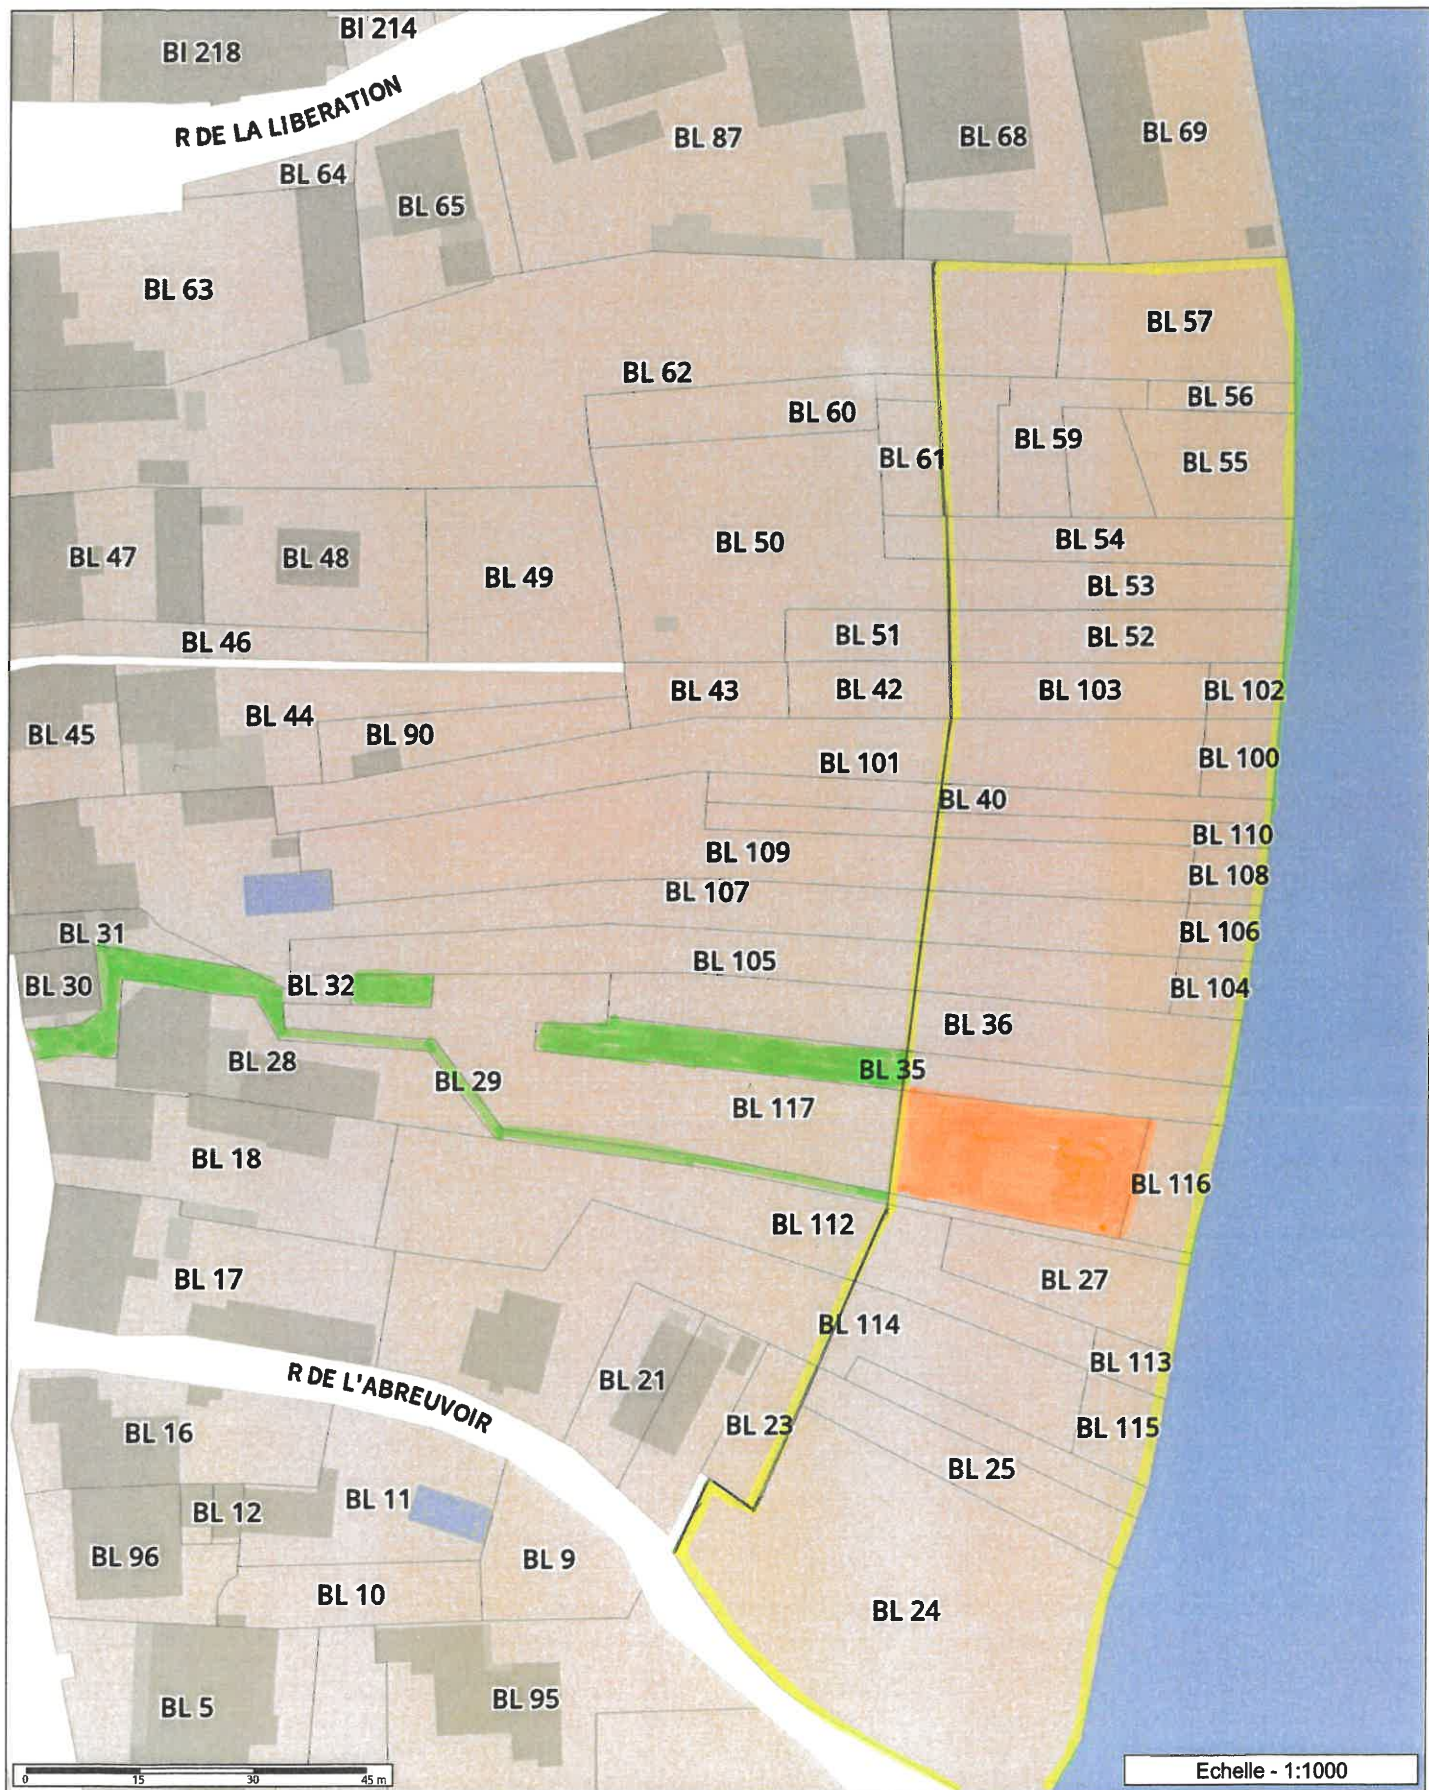 BI 214
BI 218
R DE LA LIBERATION
BL 87
BL 68
BL 69
BL 64
BL 65
BL 63
BL 57
BL 62
BL 56
BL 60
BL 59
BL 61
BL 55
BL 50
BL 54
BL 47
BL 48
BL 49
BL 53
BL 51
BL 52
BL 46
BL 43
BL 42
BL 103
BL 102
BL 44
BL 45
BL 90
BL 101
BL 100
BL 40
BL 110
BL 109
BL 108
BL 107
BL 31
BL 106
BL 105
BL 30
BL 32
BL 104
BL 36
BL 28
BL 35
BL 29
BL 117
BL 18
BL 116
BL 112
BL 17
BL 27
BL 114
BL 113
R DE L'ABREUVOIR
BL 21
BL 23
BL 115
BL 16
BL 25
BL 11
BL 12
BL 96
BL 9
BL 10
BL 24
BL 5
BL 95
0 15 30 45 m
Echelle - 1:1000